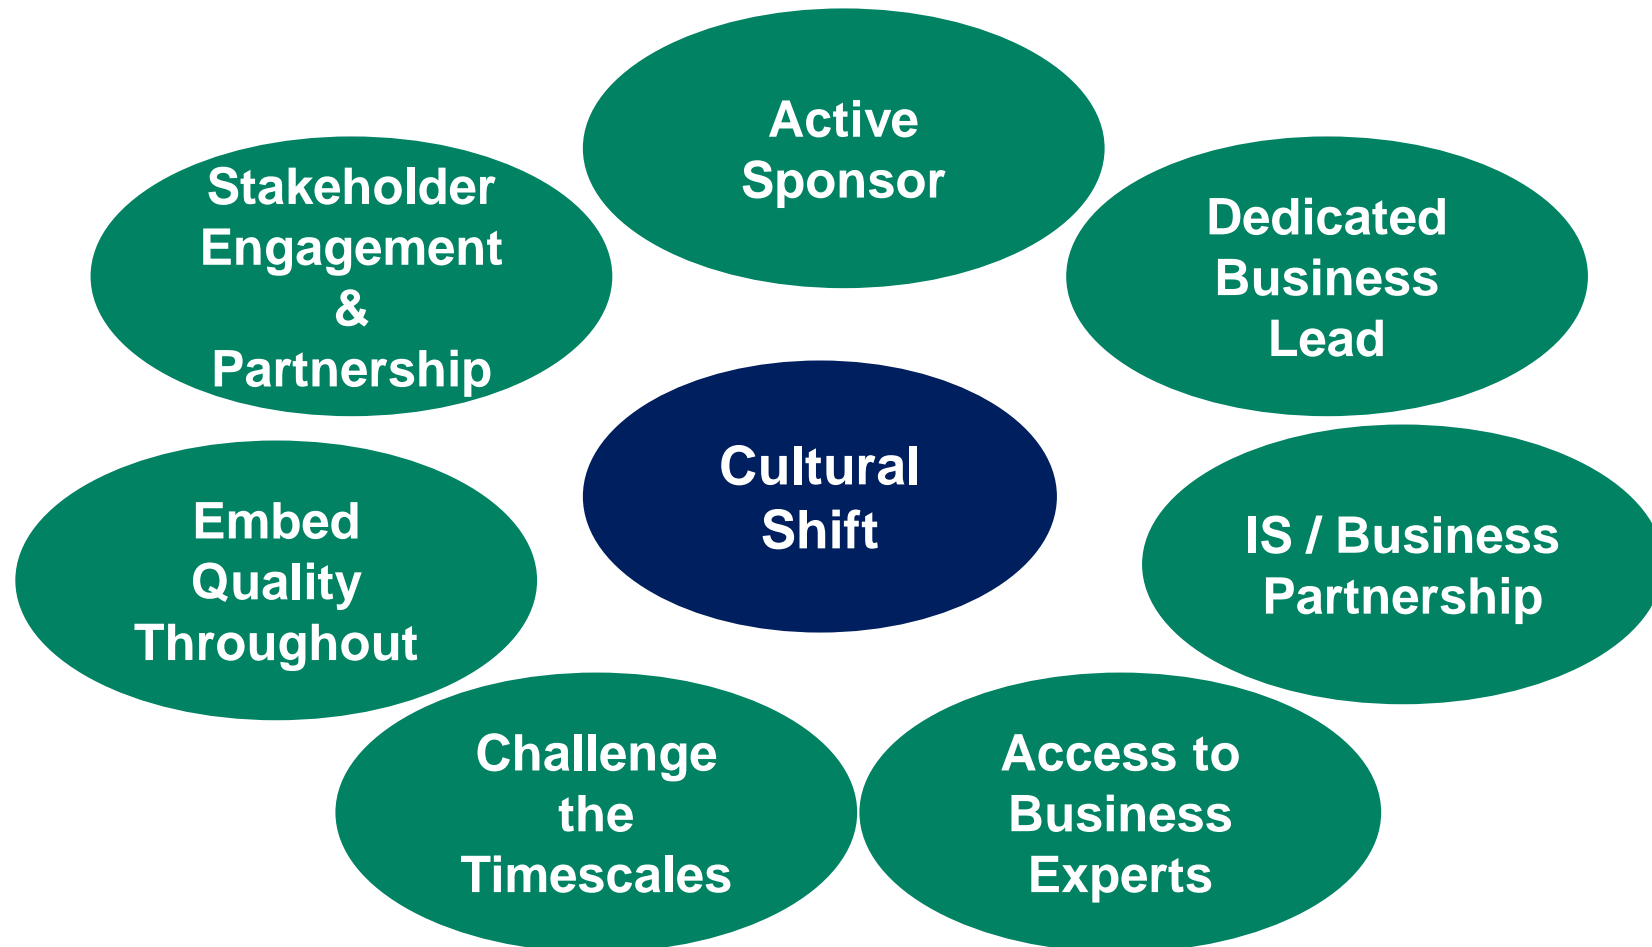 Active
Sponsor
Stakeholder
Engagement
&
Partnership
Dedicated
Business
Lead
Cultural
Shift
Embed
Quality
Throughout
IS / Business
Partnership
Challenge
the
Timescales
Access to
Business
Experts